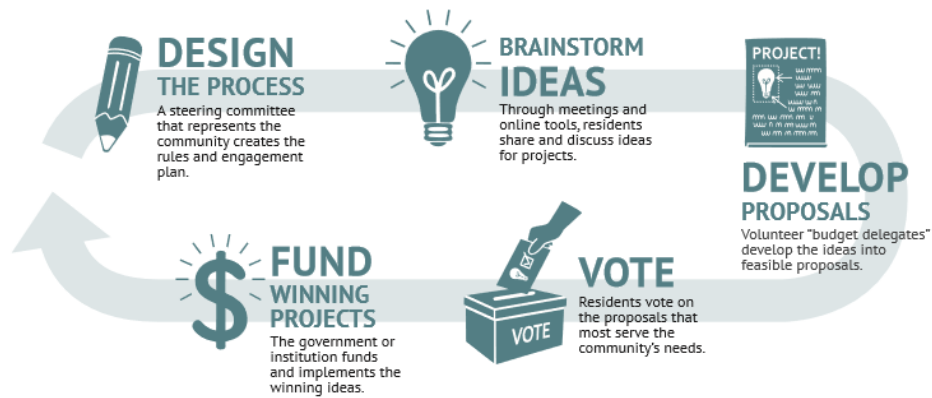 DESIGN
THE PROCESS
A steering committee
that represents the
community creates the
rules and engagement
plan.
BRAINSTORM
IDEAS
Through meetings and
online tools, residents
share and discuss ideas
for projects.
PROJECT!
DEVELOP
PROPOSALS
Volunteer "budget delegates"
develop the ideas into
feasible proposals.
VOTE
Residents vote on
the proposals that
most serve the
community's needs.
VOTE
FUND
WINNING
PROJECTS
The government or
institution funds
and implements the
winning ideas.